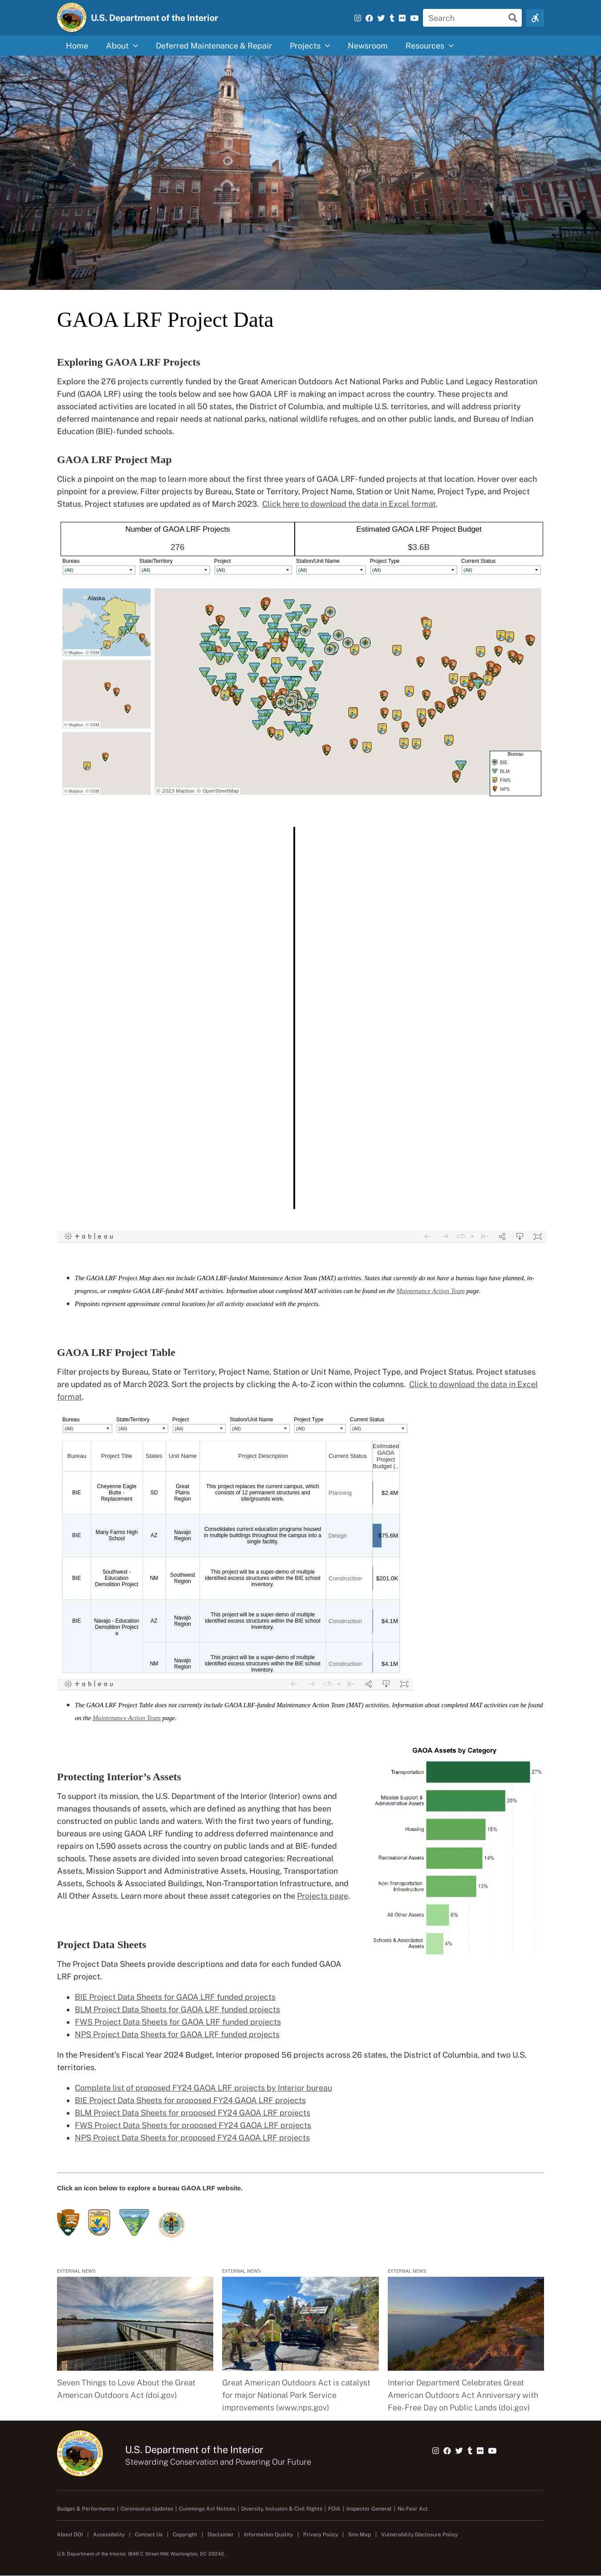 U.S. Department of the Interior
Search
Home
About
Deferred Maintenance & Repair
Projects
Newsroom
Resources
GAOA LRF Project Data
Exploring GAOA LRF Projects
Explore the 276 projects currently funded by the Great American Outdoors Act National Parks and Public Land Legacy Restoration
Fund (GAOA LRF) using the tools below and see how GAOA LRF is making an impact across the country. These projects and
associated activities are located in all 50 states, the District of Columbia, and multiple U.S. territories, and will address priority
deferred maintenance and repair needs at national parks, national wildlife refuges, and on other public lands, and Bureau of Indian
Education (BIE)-funded schools.
GAOA LRF Project Map
Click a pinpoint on the map to learn more about the first three years of GAOA LRF-funded projects at that location. Hover over each
pinpoint for a preview. Filter projects by Bureau, State or Territory, Project Name, Station or Unit Name, Project Type, and Project
Status. Project statuses are updated as of March 2023.  Click here to download the data in Excel format.
Number of GAOA LRF Projects
276
Estimated GAOA LRF Project Budget
$3.6B
Bureau
State/Territory
Project
Station/Unit Name
Project Type
Current Status
(All)
(All)
(All)
(All)
(All)
(All)
Alaska
© Mapbox © OSM
© Mapbox © OSM
© Mapbox © OSM
© 2023 Mapbox © OpenStreetMap
Bureau
BIE
BLM
FWS
NPS
+ a b | e a u
The GAOA LRF Project Map does not include GAOA LRF-funded Maintenance Action Team (MAT) activities. States that currently do not have a bureau logo have planned, in-
progress, or complete GAOA LRF-funded MAT activities. Information about completed MAT activities can be found on the Maintenance Action Team page.
Pinpoints represent approximate central locations for all activity associated with the projects.
GAOA LRF Project Table
Filter projects by Bureau, State or Territory, Project Name, Station or Unit Name, Project Type, and Project Status. Project statuses
are updated as of March 2023. Sort the projects by clicking the A-to-Z icon within the columns.  Click to download the data in Excel
format.
Bureau
State/Territory
Project
Station/Unit Name
Project Type
Current Status
(All)
(All)
(All)
(All)
(All)
(All)
Bureau
Project Title
States
Unit Name
Project Description
Current Status
Estimated
GAOA
Project
Budget (..
BIE
Cheyenne Eagle
Butte -
Replacement
SD
Great
Plains
Region
This project replaces the current campus, which
consists of 12 permanent structures and
site/grounds work.
Planning
$2.4M
BIE
Many Farms High
School
AZ
Navajo
Region
Consolidates current education programs housed
in multiple buildings throughout the campus into a
single facility.
Design
$75.6M
BIE
Southwest -
Education
Demolition Project
NM
Southwest
Region
This project will be a super-demo of multiple
identified excess structures within the BIE school
inventory.
Construction
$201.0K
BIE
Navajo - Education
Demolition Project
a
AZ
Navajo
Region
This project will be a super-demo of multiple
identified excess structures within the BIE school
inventory.
Construction
$4.1M
NM
Navajo
Region
This project will be a super-demo of multiple
identified excess structures within the BIE school
inventory.
Construction
$4.1M
+ a b | e a u
The GAOA LRF Project Table does not currently include GAOA LRF-funded Maintenance Action Team (MAT) activities. Information about completed MAT activities can be found
on the Maintenance Action Team page.
Protecting Interior's Assets
To support its mission, the U.S. Department of the Interior (Interior) owns and
manages thousands of assets, which are defined as anything that has been
constructed on public lands and waters. With the first two years of funding,
bureaus are using GAOA LRF funding to address deferred maintenance and
repairs on 1,590 assets across the country on public lands and at BIE-funded
schools. These assets are divided into seven broad categories: Recreational
Assets, Mission Support and Administrative Assets, Housing, Transportation
Assets, Schools & Associated Buildings, Non-Transportation Infrastructure, and
All Other Assets. Learn more about these asset categories on the Projects page.
GAOA Assets by Category
Transportation
27%
Mission Support &
Administrative Assets
20%
Housing
15%
Recreational Assets
14%
Non-Transportation
Infrastructure
13%
All Other Assets
6%
Schools & Associated
Assets
4%
Project Data Sheets
The Project Data Sheets provide descriptions and data for each funded GAOA
LRF project.
BIE Project Data Sheets for GAOA LRF funded projects
BLM Project Data Sheets for GAOA LRF funded projects
FWS Project Data Sheets for GAOA LRF funded projects
NPS Project Data Sheets for GAOA LRF funded projects
In the President's Fiscal Year 2024 Budget, Interior proposed 56 projects across 26 states, the District of Columbia, and two U.S.
territories.
Complete list of proposed FY24 GAOA LRF projects by Interior bureau
BIE Project Data Sheets for proposed FY24 GAOA LRF projects
BLM Project Data Sheets for proposed FY24 GAOA LRF projects
FWS Project Data Sheets for proposed FY24 GAOA LRF projects
NPS Project Data Sheets for proposed FY24 GAOA LRF projects
Click an icon below to explore a bureau GAOA LRF website.
EXTERNAL NEWS
Seven Things to Love About the Great
American Outdoors Act (doi.gov)
EXTERNAL NEWS
Great American Outdoors Act is catalyst
for major National Park Service
improvements (www.nps.gov)
EXTERNAL NEWS
Interior Department Celebrates Great
American Outdoors Act Anniversary with
Fee-Free Day on Public Lands (doi.gov)
U.S. Department of the Interior
Stewarding Conservation and Powering Our Future
Budget & Performance | Coronavirus Updates | Cummings Act Notices | Diversity, Inclusion & Civil Rights | FOIA | Inspector General | No Fear Act
About DOI | Accessibility | Contact Us | Copyright | Disclaimer | Information Quality | Privacy Policy | Site Map | Vulnerability Disclosure Policy
U.S. Department of the Interior, 1849 C Street NW, Washington, DC 20240.